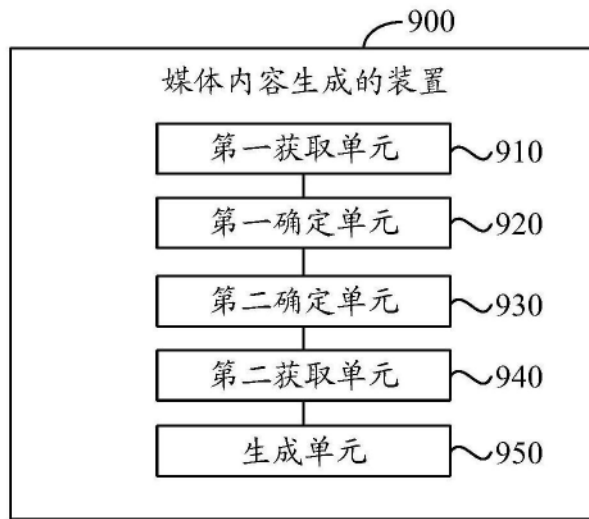 900
媒体内容生成的装置
第一获取单元 910
第一确定单元 920
第二确定单元 930
第二获取单元 940
生成单元 950